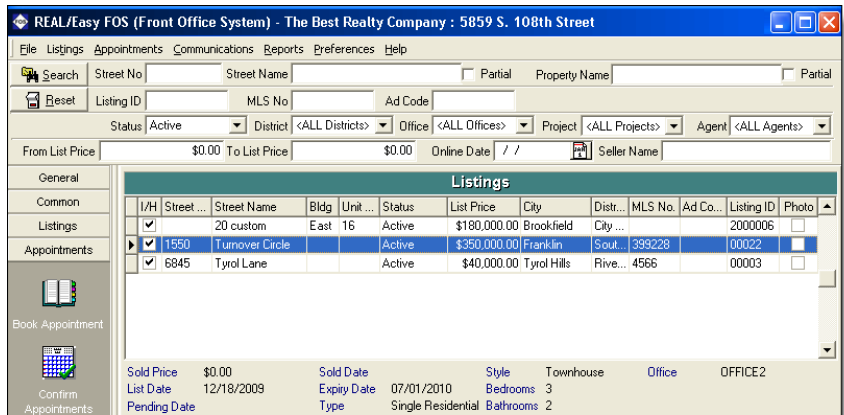 REAL/Easy FOS (Front Office System) - The Best Realty Company : 5859 S. 108th Street
File Listings Appointments Communications Reports Preferences Help
Search Street No Street Name Partial Property Name Partial
Reset Listing ID MLS No Ad Code
Status Active District <ALL Districts> Office <ALL Offices> Project <ALL Projects> Agent <ALL Agents>
From List Price $0.00 To List Price $0.00 Online Date / / Seller Name
General
Common
Listings
Appointments
Book Appointment
Confirm
Appointments
Listings
I/H Street ... Street Name Bldg Unit ... Status List Price City Distr... MLS No. Ad Co... Listing ID Photo
20 custom East 16 Active $180,000.00 Brookfield City ... 2000006
1550 Turnover Circle Active $350,000.00 Franklin Sout... 399228 00022
6845 Tyrol Lane Active $40,000.00 Tyrol Hills Rive... 4566 00003
Sold Price $0.00 Sold Date Style Townhouse Office OFFICE2
List Date 12/18/2009 Expiry Date 07/01/2010 Bedrooms 3
Pending Date Type Single Residential Bathrooms 2